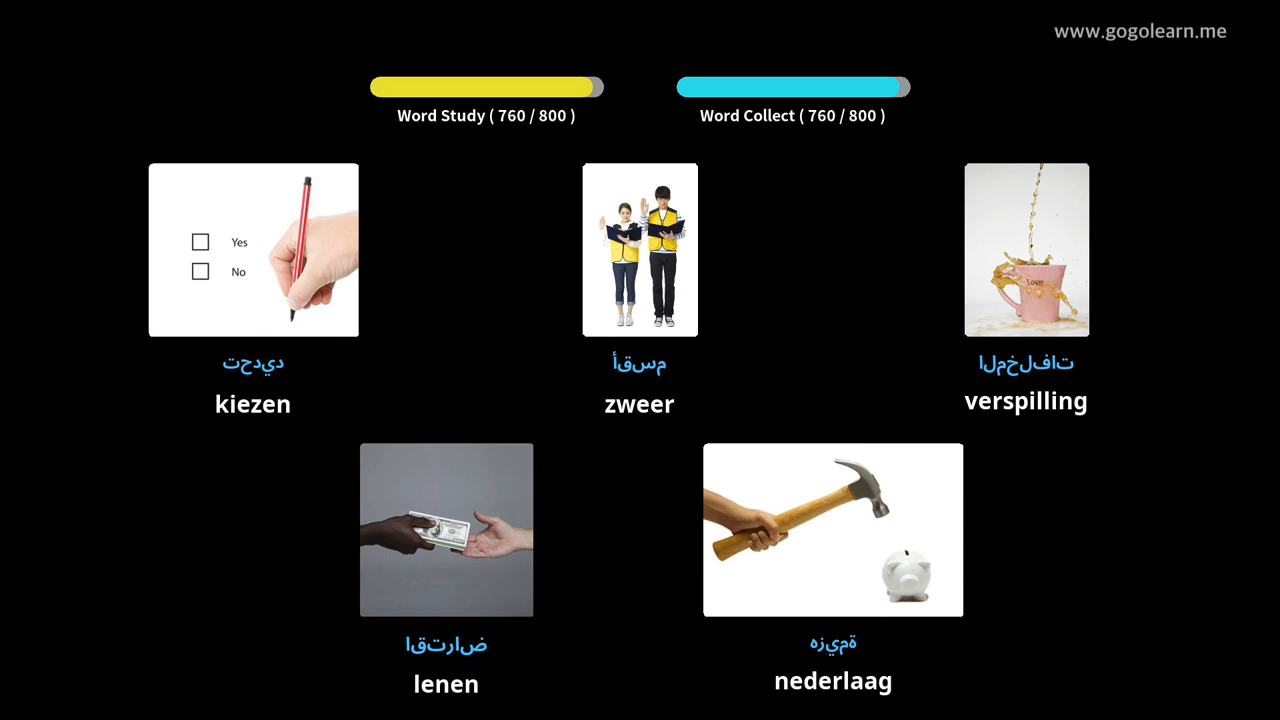 www.gogolearn.me
Word Study ( 760 / 800 )
Word Collect ( 760 / 800 )
Yes
No
Love
تحديد
kiezen
أقسم
zweer
المخلفات
verspilling
اقتراض
lenen
هزيمة
nederlaag